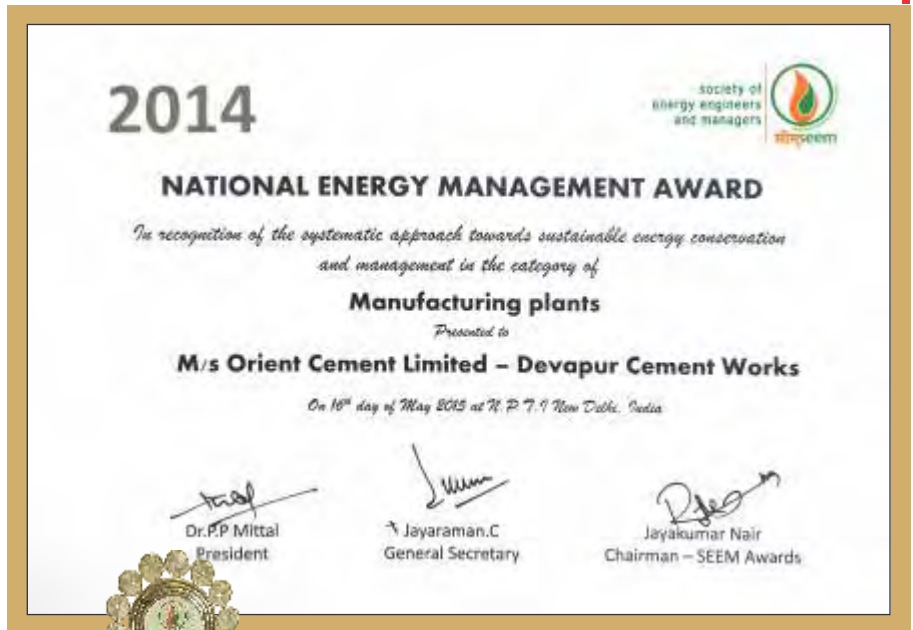 2014
society of
energy engineers
and managers
सीम्seem
NATIONAL ENERGY MANAGEMENT AWARD
In recognition of the systematic approach towards sustainable energy conservation
and management in the category of
Manufacturing plants
Presented to
M/s Orient Cement Limited – Devapur Cement Works
On 16th day of May 2015 at N.P.T.I New Delhi, India
Dr.P.P Mittal
President
Jayaraman.C
General Secretary
Jayakumar Nair
Chairman – SEEM Awards